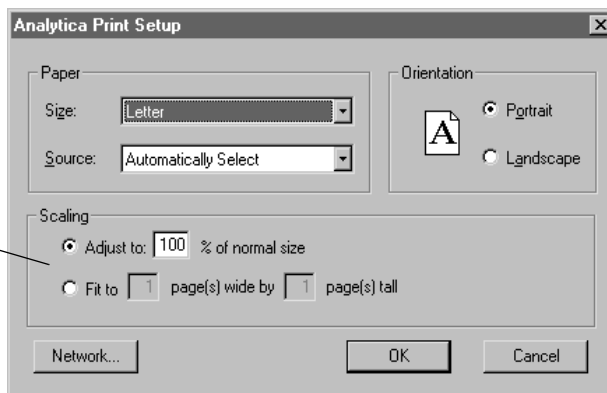 Analytica Print Setup
Paper
Size: Letter
Source: Automatically Select
Orientation
A
Portrait
Landscape
Scaling
Adjust to: 100 % of normal size
Fit to 1 page(s) wide by 1 page(s) tall
Network... OK Cancel